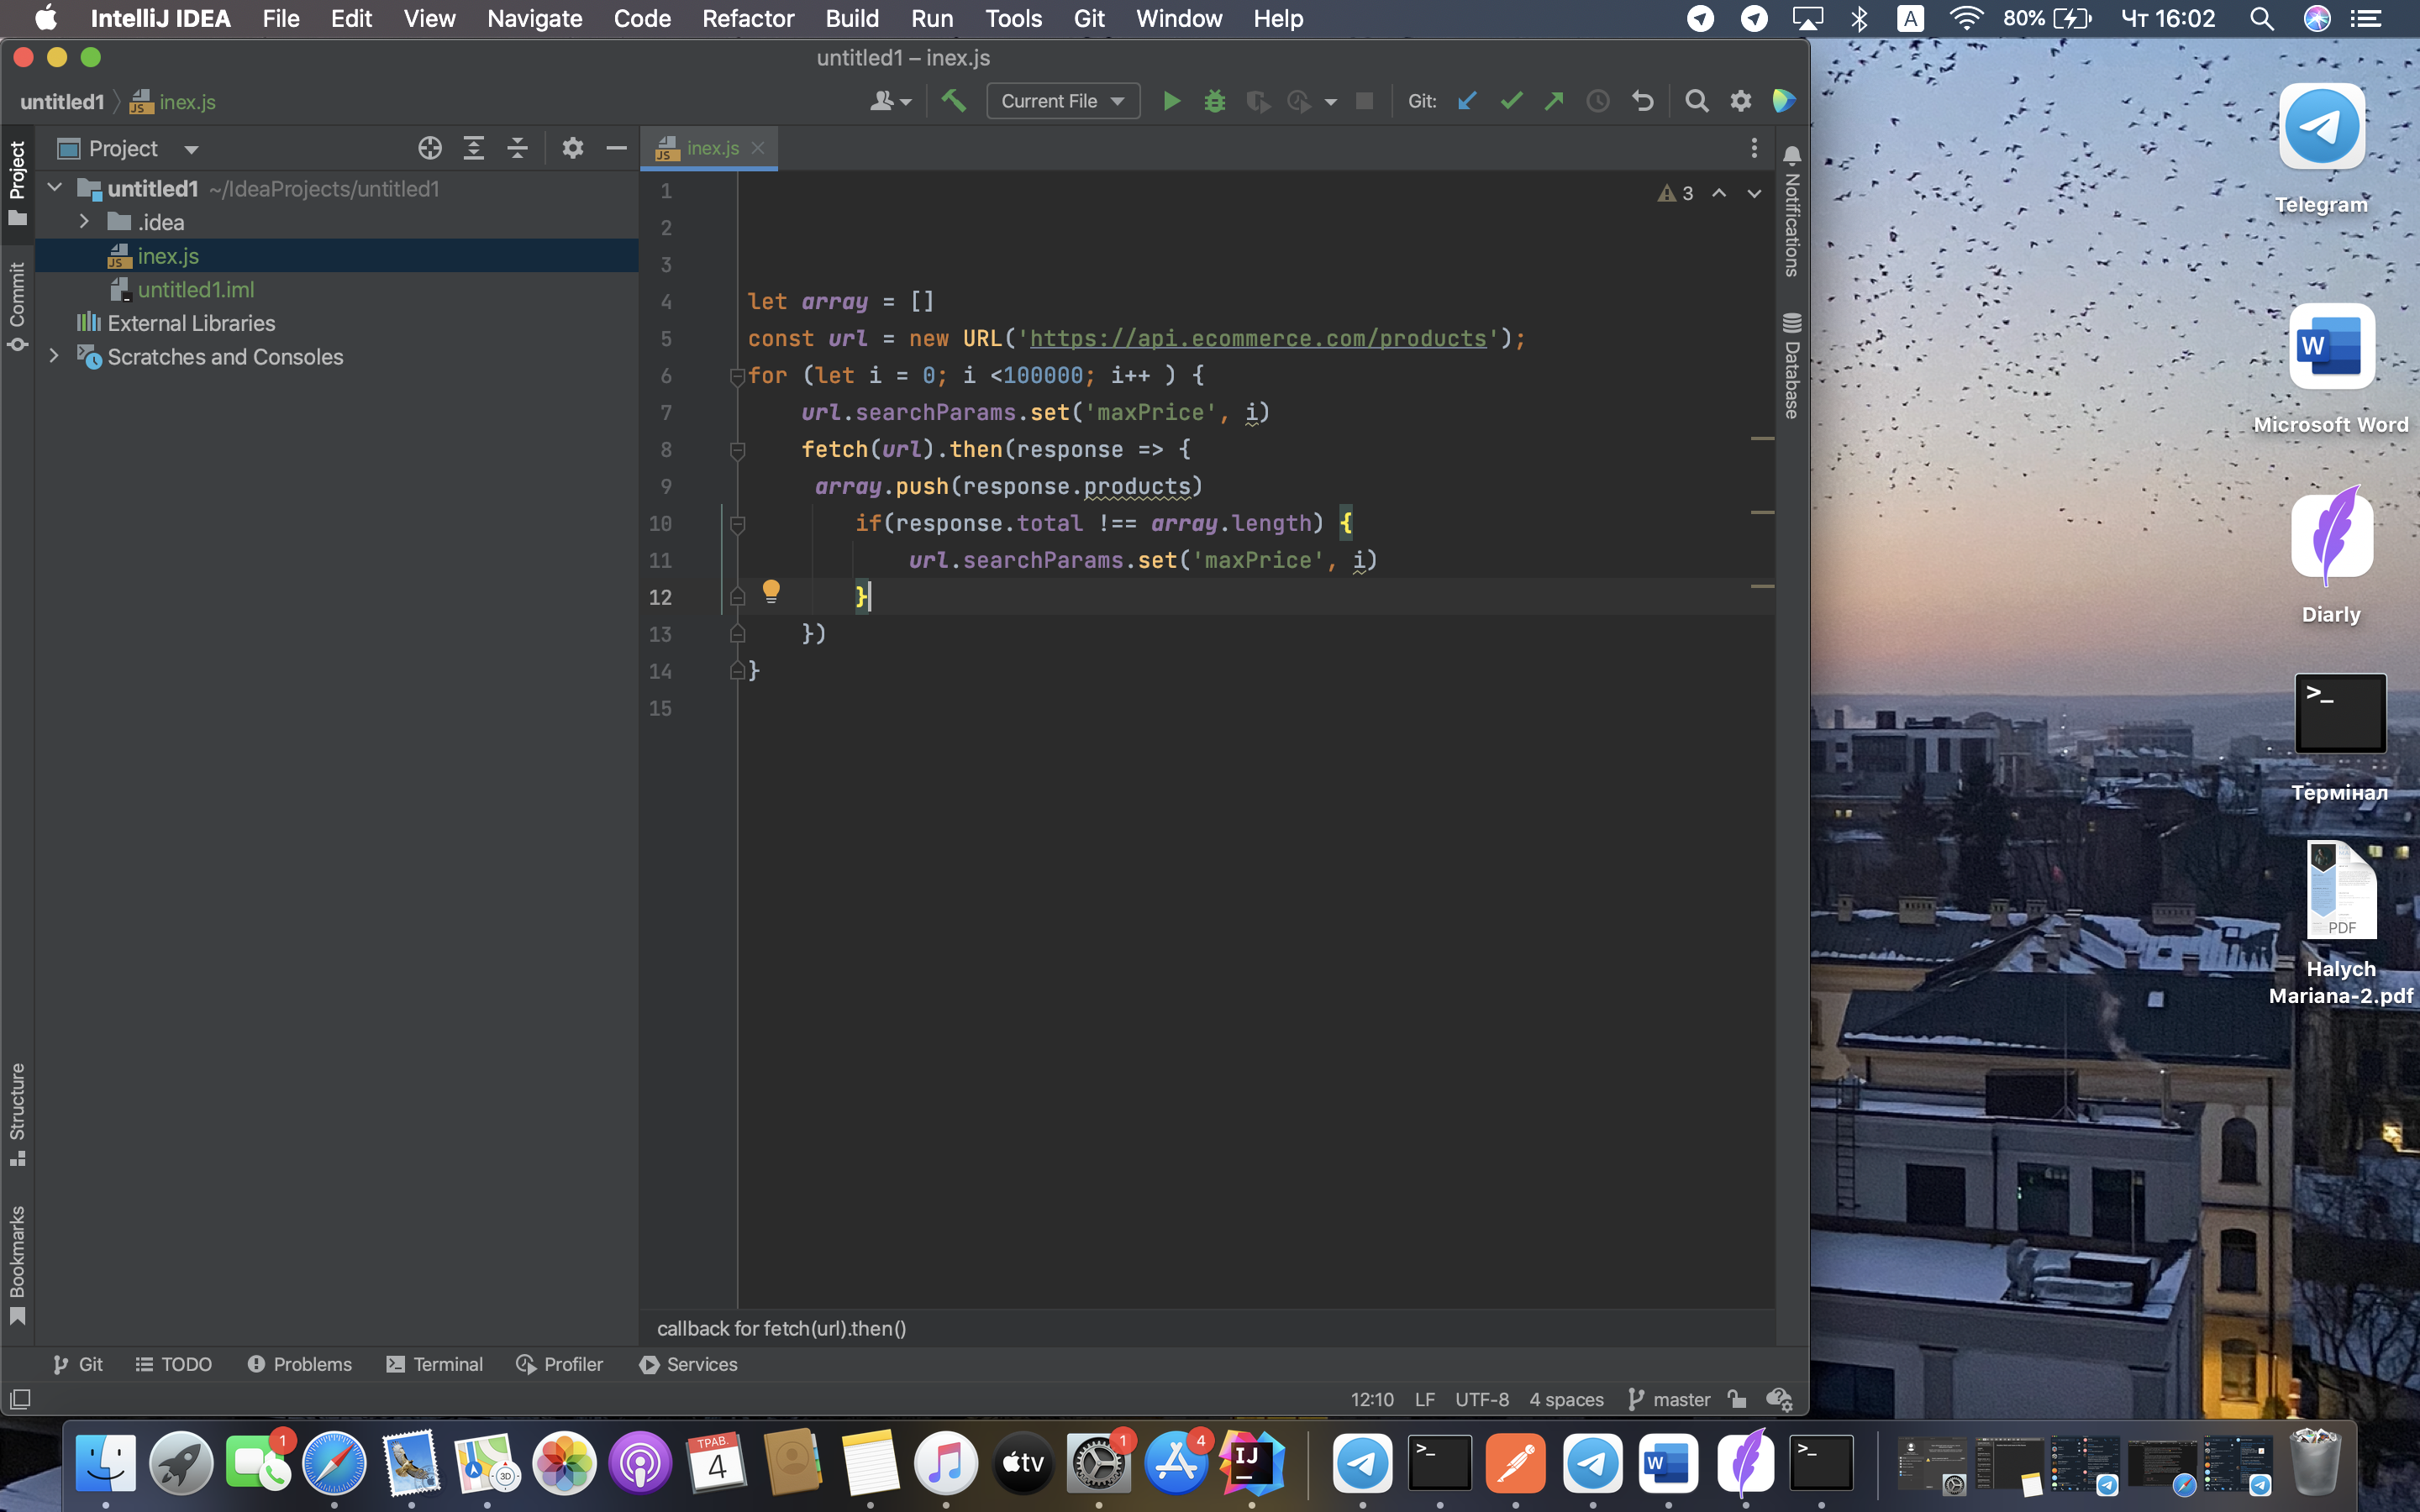 IntelliJ IDEA File Edit View Navigate Code Refactor Build Run Tools Git Window Help A 80% Чт 16:02
untitled1 – inex.js
untitled1 inex.js Current File Git:
Project inex.js
untitled1 ~/IdeaProjects/untitled1
.idea
inex.js
untitled1.iml
External Libraries
Scratches and Consoles
Project
Commit
Structure
Bookmarks
3
1
2
3
4 let array = []
5 const url = new URL('https://api.ecommerce.com/products');
6 for (let i = 0; i <100000; i++ ) {
7 url.searchParams.set('maxPrice', i)
8 fetch(url).then(response => {
9 array.push(response.products)
10 if(response.total !== array.length) {
11 url.searchParams.set('maxPrice', i)
12 }
13 })
14 }
15
Notifications
Database
callback for fetch(url).then()
Git TODO Problems Terminal Profiler Services
12:10 LF UTF-8 4 spaces master
Telegram
W
Microsoft Word
Diarly
>_
Термінал
PDF
Halych
Mariana-2.pdf
1
3D
ТРАВ.
4
tv
1
4
IJ
>_
W
>_